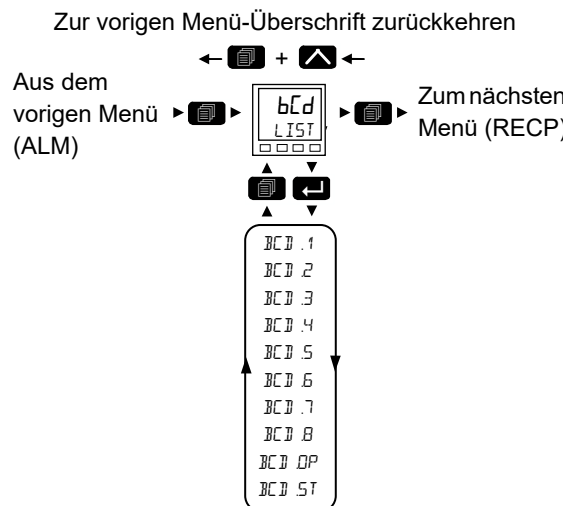 Zur vorigen Menü-Überschrift zurückkehren
+
Aus dem
vorigen Menü
(ALM)
bCd
LIST
Zum nächsten
Menü (RECP)
BCD .1
BCD .2
BCD .3
BCD .4
BCD .5
BCD .6
BCD .7
BCD .8
BCD .OP
BCD .ST